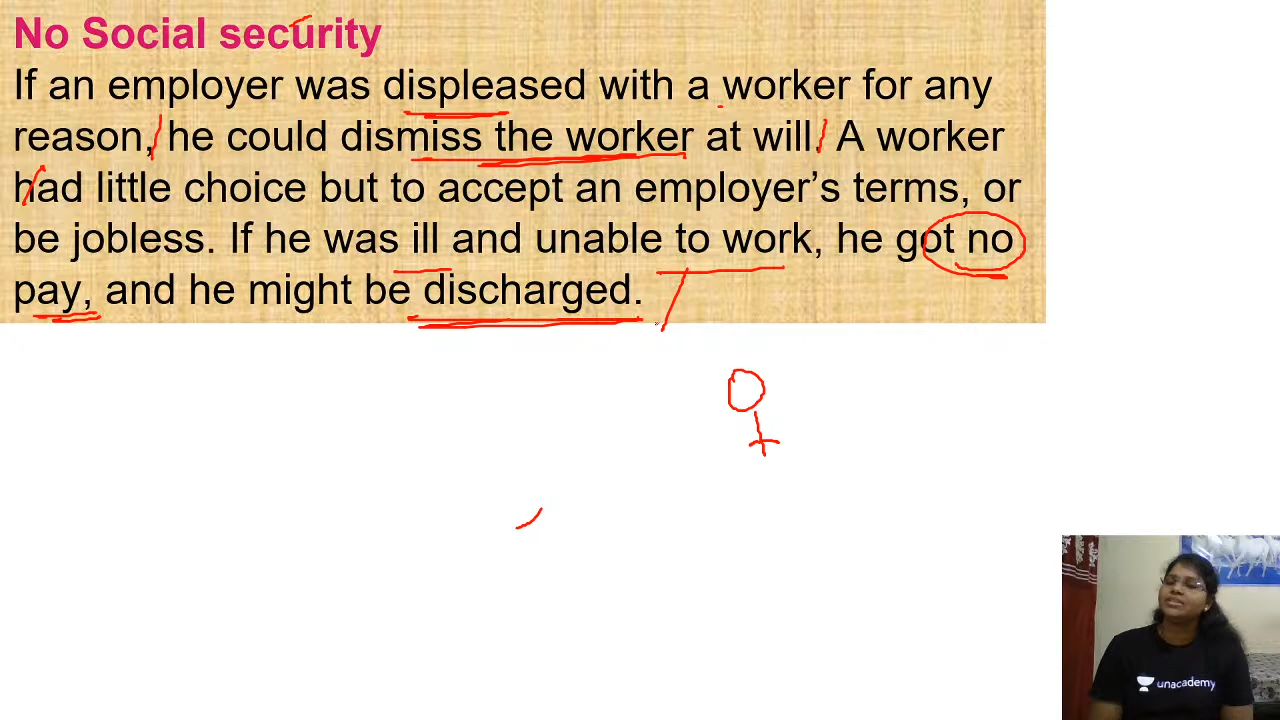 No Social security
If an employer was displeased with a worker for any
reason, he could dismiss the worker at will. A worker
had little choice but to accept an employer’s terms, or
be jobless. If he was ill and unable to work, he got no
pay, and he might be discharged.
unacademy